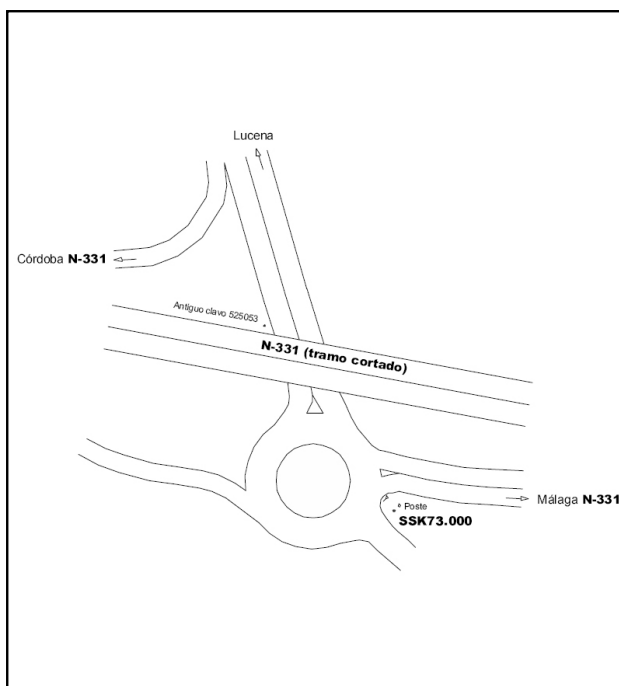 Lucena
Córdoba N-331
Antiguo clavo 525053
N-331 (tramo cortado)
Málaga N-331
Poste
SSK73.000